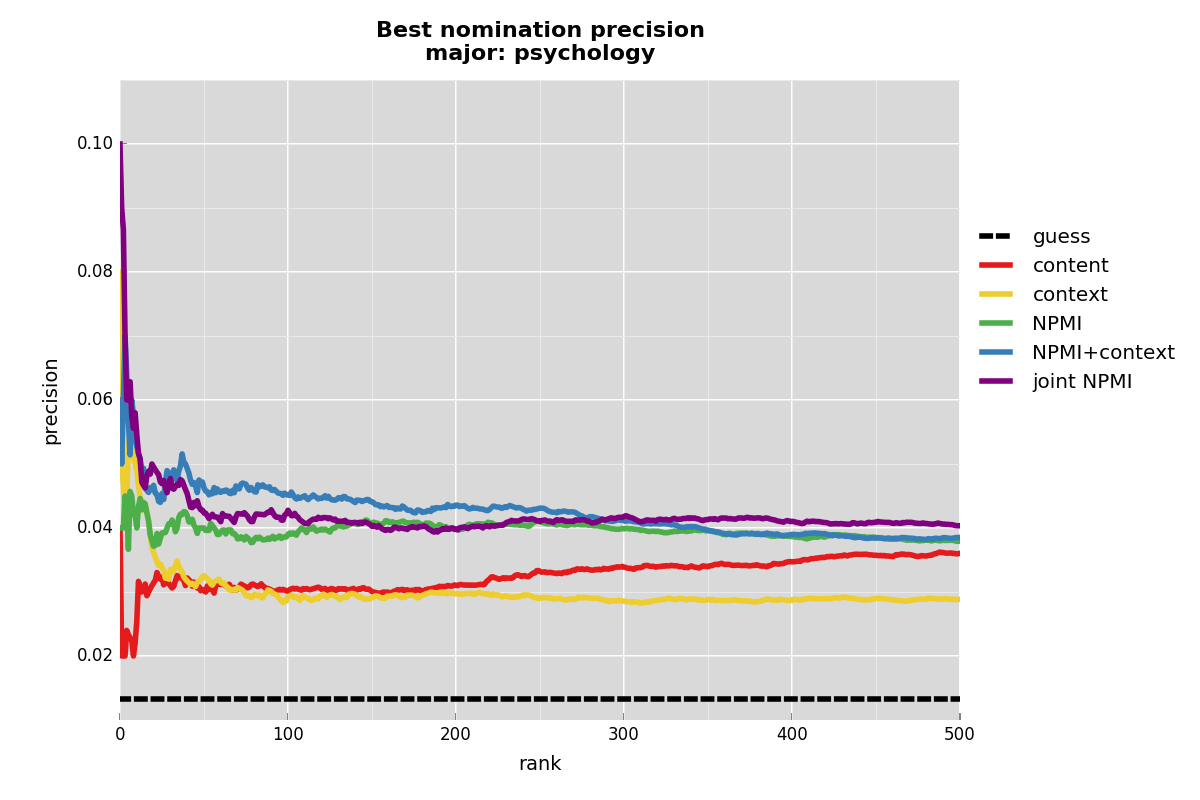 Best nomination precision
major: psychology
precision
0.10
0.08
0.06
0.04
0.02
0
100
200
300
400
500
rank
guess
content
context
NPMI
NPMI+context
joint NPMI